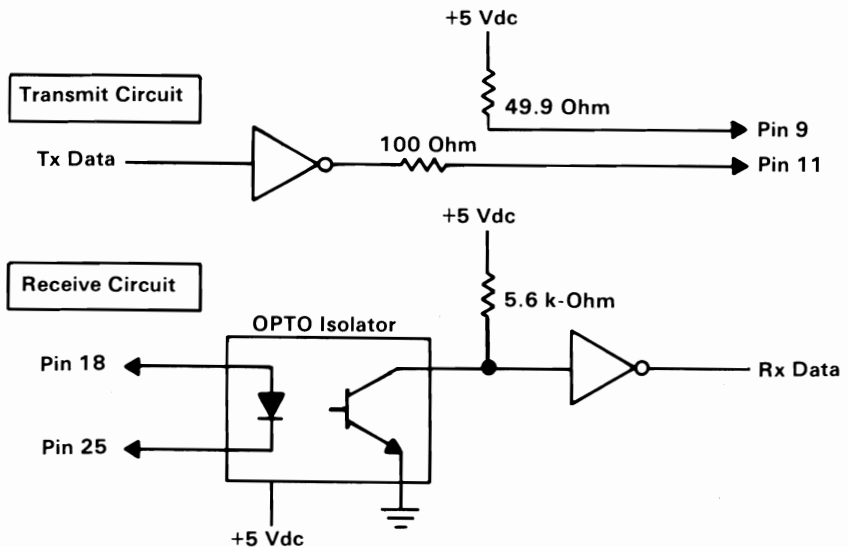 +5 Vdc
Transmit Circuit
49.9 Ohm
Pin 9
Tx Data
100 Ohm
Pin 11
+5 Vdc
Receive Circuit
5.6 k-Ohm
OPTO Isolator
Pin 18
Rx Data
Pin 25
+5 Vdc